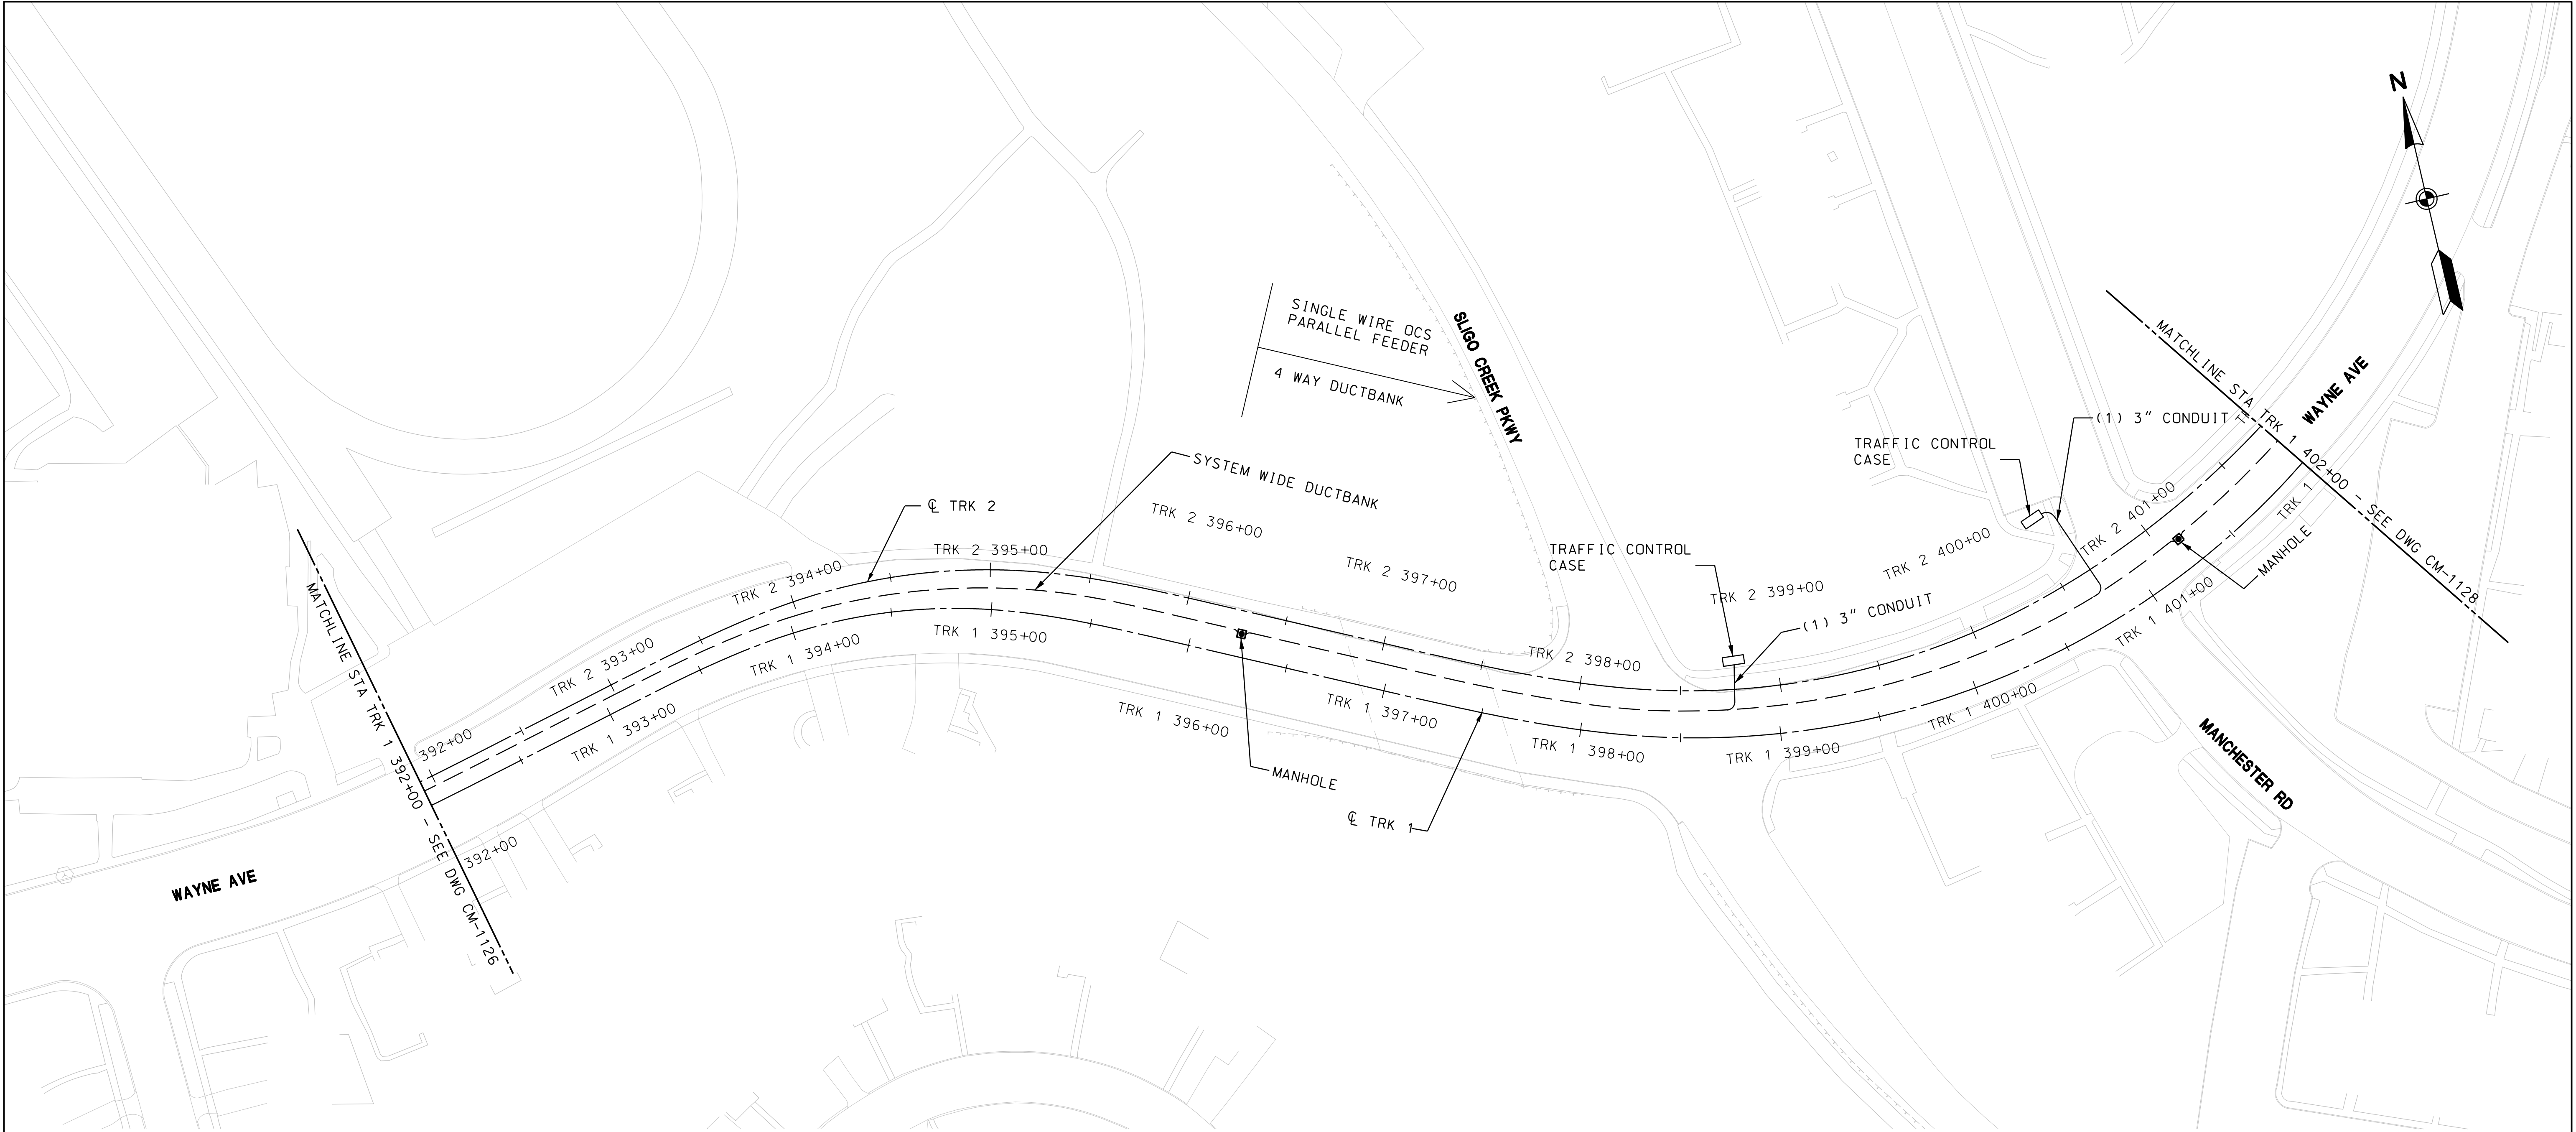 N
SINGLE WIRE OCS
PARALLEL FEEDER
4 WAY DUCTBANK
SLIGO CREEK PKWY
MATCHLINE STA TRK 1 402+00 - SEE DWG CM-1128
WAYNE AVE
(1) 3" CONDUIT
TRAFFIC CONTROL
CASE
SYSTEM WIDE DUCTBANK
℄ TRK 2
TRK 2 396+00
TRK 2 395+00
TRK 2 397+00
TRAFFIC CONTROL
CASE
TRK 2 394+00
TRK 2 393+00
392+00
TRK 2 398+00
TRK 2 399+00
TRK 2 400+00
TRK 2 401+00
TRK 1
MANHOLE
(1) 3" CONDUIT
MATCHLINE STA TRK 1 392+00 - SEE DWG CM-1126
392+00
TRK 1 393+00
TRK 1 394+00
TRK 1 395+00
TRK 1 396+00
TRK 1 397+00
TRK 1 398+00
TRK 1 399+00
TRK 1 400+00
TRK 1 401+00
MANHOLE
℄ TRK 1
MANCHESTER RD
WAYNE AVE